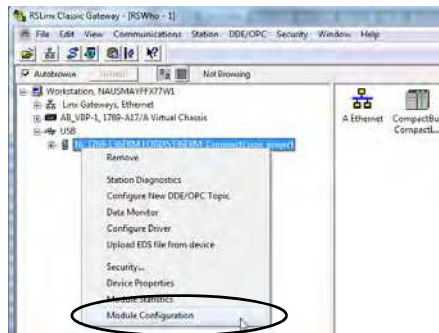 RSLinx Classic Gateway - [RSWho - 1]
File Edit View Communications Station DDE/OPC Security Window Help
Autobrowse Not Browsing
Workstation, NAUSMAYFFX77W1
Linx Gateways, Ethernet
AB_VBP-1, 1789-A17/A Virtual Chassis
USB
A Ethernet
CompactBu
CompactL...
Remove
Station Diagnostics
Configure New DDE/OPC Topic
Data Monitor
Configure Driver
Upload EDS file from device
Security...
Device Properties
Module Statistics
Module Configuration